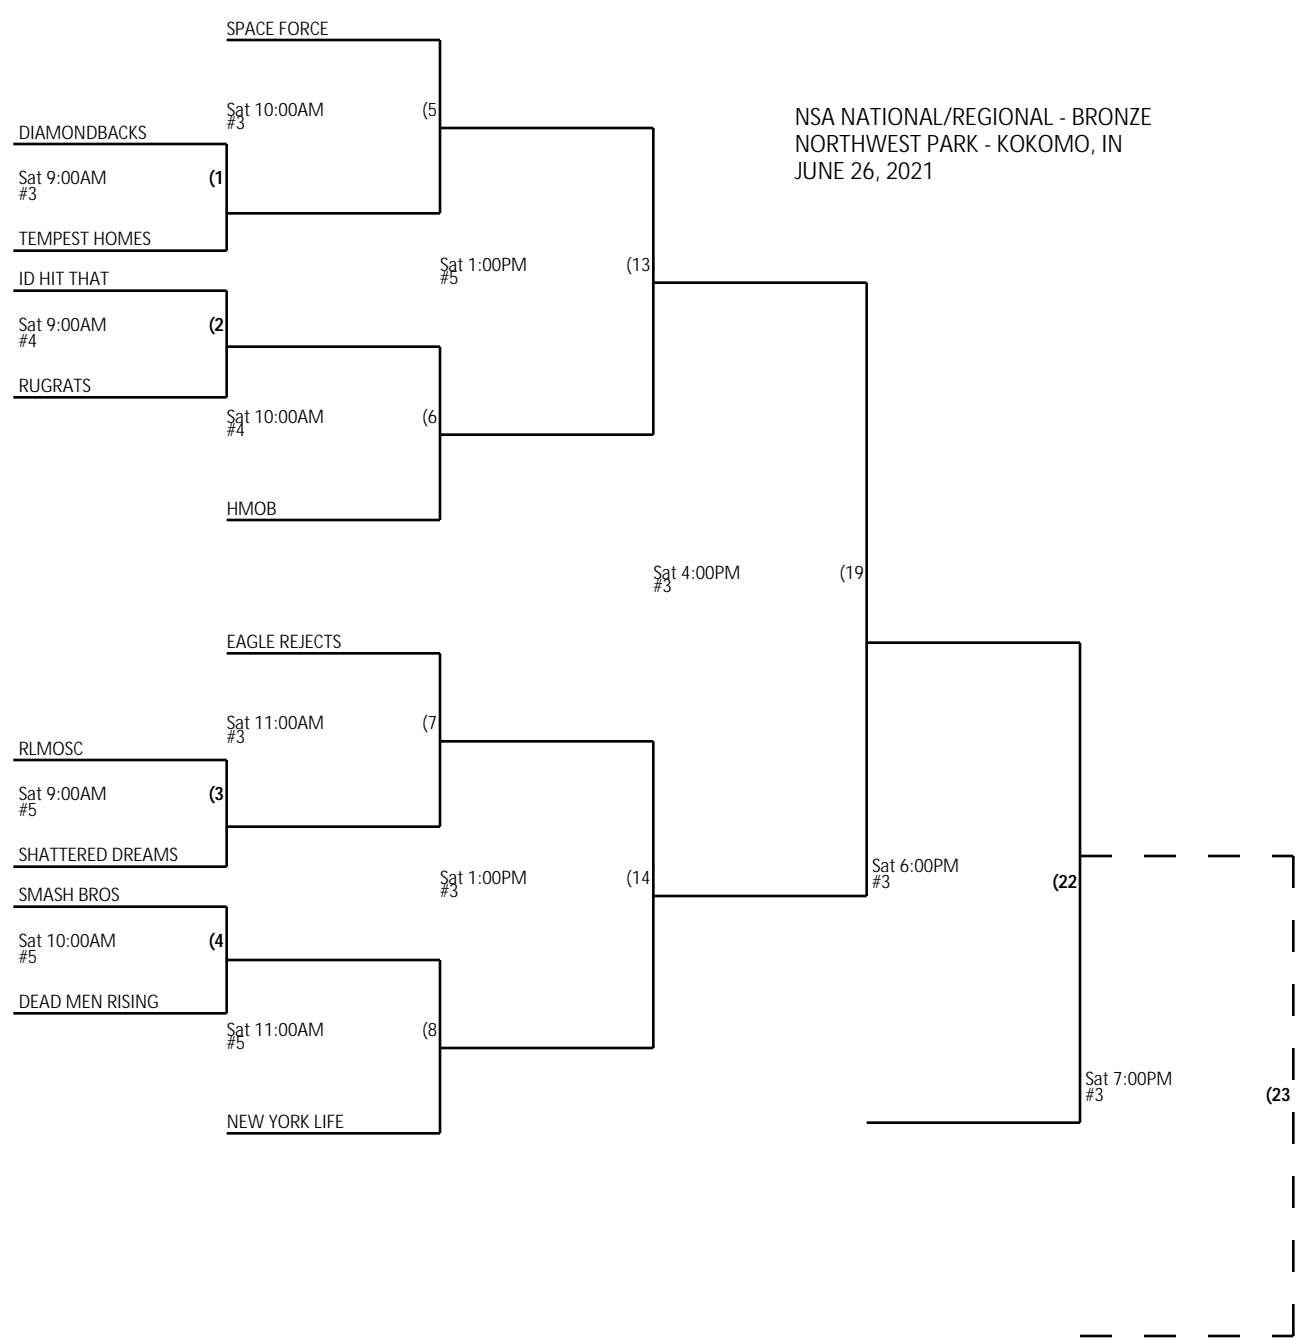 SPACE FORCE
Sat 10:00AM (5
#3
NSA NATIONAL/REGIONAL - BRONZE
NORTHWEST PARK - KOKOMO, IN
JUNE 26, 2021
DIAMONDBACKS
Sat 9:00AM (1
#3
TEMPEST HOMES
Sat 1:00PM (13
#5
ID HIT THAT
Sat 9:00AM (2
#4
RUGRATS
Sat 10:00AM (6
#4
HMOB
Sat 4:00PM (19
#3
EAGLE REJECTS
Sat 11:00AM (7
#3
RLMOSC
Sat 9:00AM (3
#5
SHATTERED DREAMS
Sat 1:00PM (14
#3
Sat 6:00PM (22
#3
SMASH BROS
Sat 10:00AM (4
#5
DEAD MEN RISING
Sat 11:00AM (8
#5
Sat 7:00PM (23
#3
NEW YORK LIFE